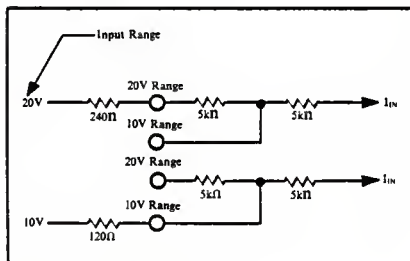 Input Range
20V Range
20V
240Ω
5kΩ
5kΩ
I_IN
10V Range
20V Range
5kΩ
5kΩ
I_IN
10V Range
10V
120Ω